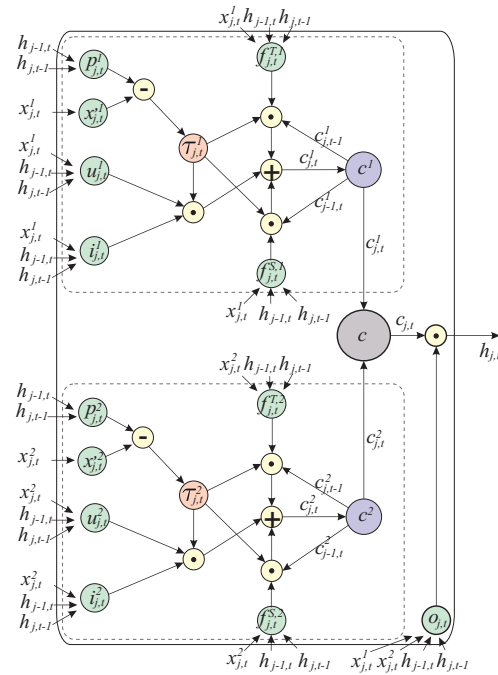 x^1_{j,t} h_{j-1,t} h_{j,t-1}
h_{j-1,t}
h_{j,t-1}
p^1_{j,t}
f^{T,1}_{j,t}
-
x^1_{j,t}
x'^1_{j,t}
x^1_{j,t}
h_{j-1,t}
h_{j,t-1}
u^1_{j,t}
τ^1_{j,t}
c^1_{j,t-1}
+
c^1_{j,t}
c^1
c^1_{j-1,t}
x^1_{j,t}
h_{j-1,t}
h_{j,t-1}
i^1_{j,t}
c^1_{j,t}
f^{S,1}_{j,t}
x^1_{j,t} h_{j-1,t} h_{j,t-1}
c
c_{j,t}
h_{j,t}
x^2_{j,t} h_{j-1,t} h_{j,t-1}
h_{j-1,t}
h_{j,t-1}
p^2_{j,t}
f^{T,2}_{j,t}
-
x^2_{j,t}
x'^2_{j,t}
c^2_{j,t}
x^2_{j,t}
h_{j-1,t}
h_{j,t-1}
u^2_{j,t}
τ^2_{j,t}
c^2_{j,t-1}
+
c^2_{j,t}
c^2
c^2_{j-1,t}
x^2_{j,t}
h_{j-1,t}
h_{j,t-1}
i^2_{j,t}
f^{S,2}_{j,t}
o_{j,t}
x^2_{j,t} h_{j-1,t} h_{j,t-1}
x^1_{j,t} x^2_{j,t} h_{j-1,t} h_{j,t-1}